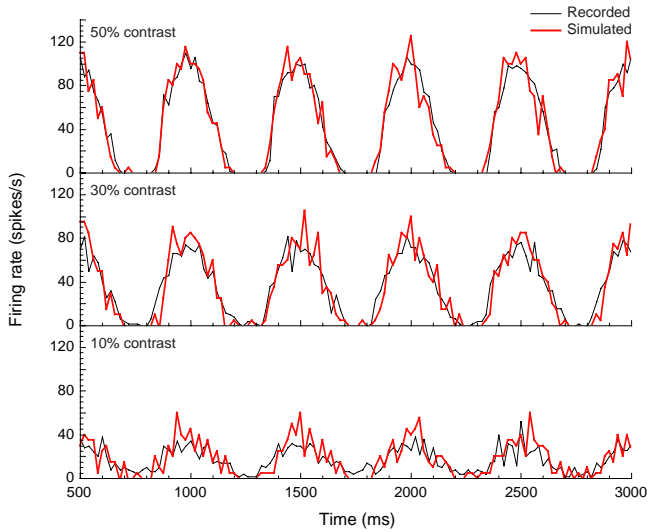 Recorded
Simulated
120
50% contrast
80
40
0
120
30% contrast
80
40
0
Firing rate (spikes/s)
120
10% contrast
80
40
0
500 1000 1500 2000 2500 3000
Time (ms)